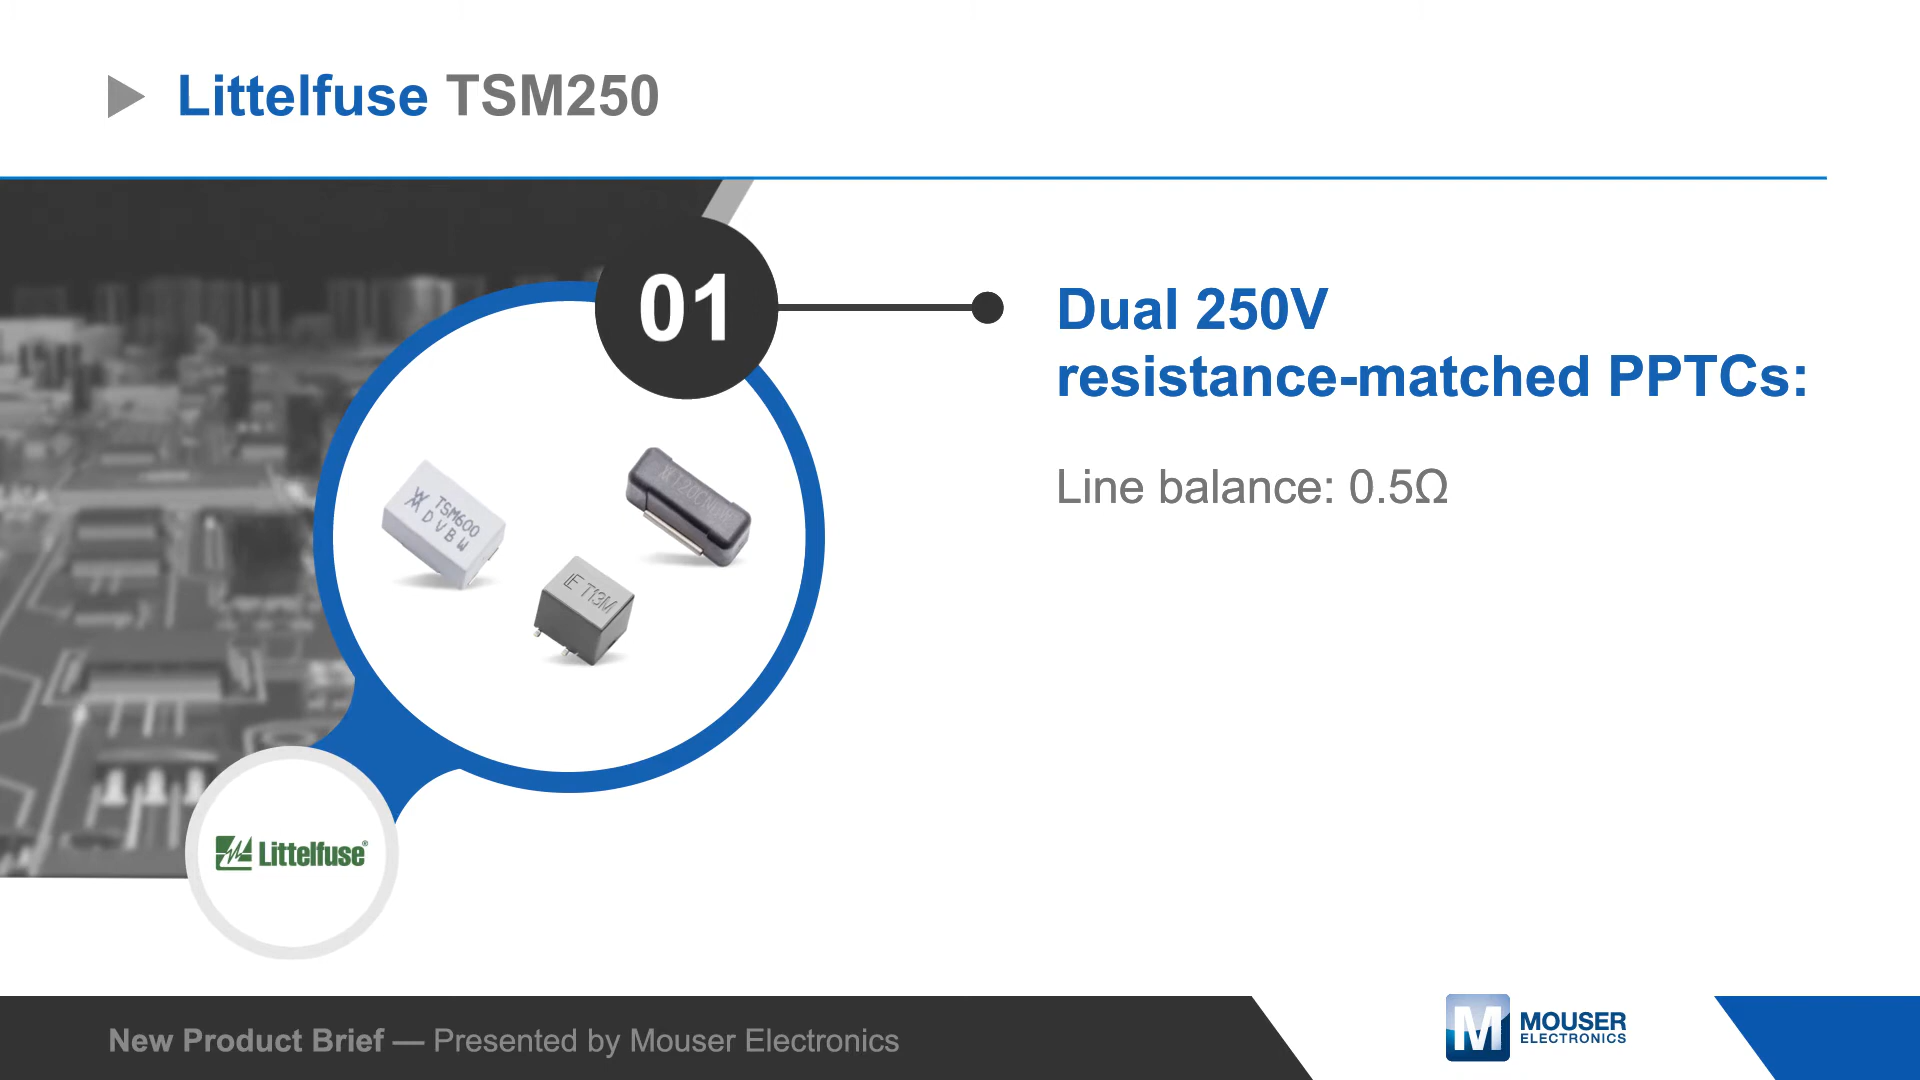 Littelfuse TSM250
01
Dual 250V
resistance-matched PPTCs:
Line balance: 0.5Ω
TSM600
D V B W
T13M
Littelfuse®
New Product Brief — Presented by Mouser Electronics
M
MOUSER
ELECTRONICS